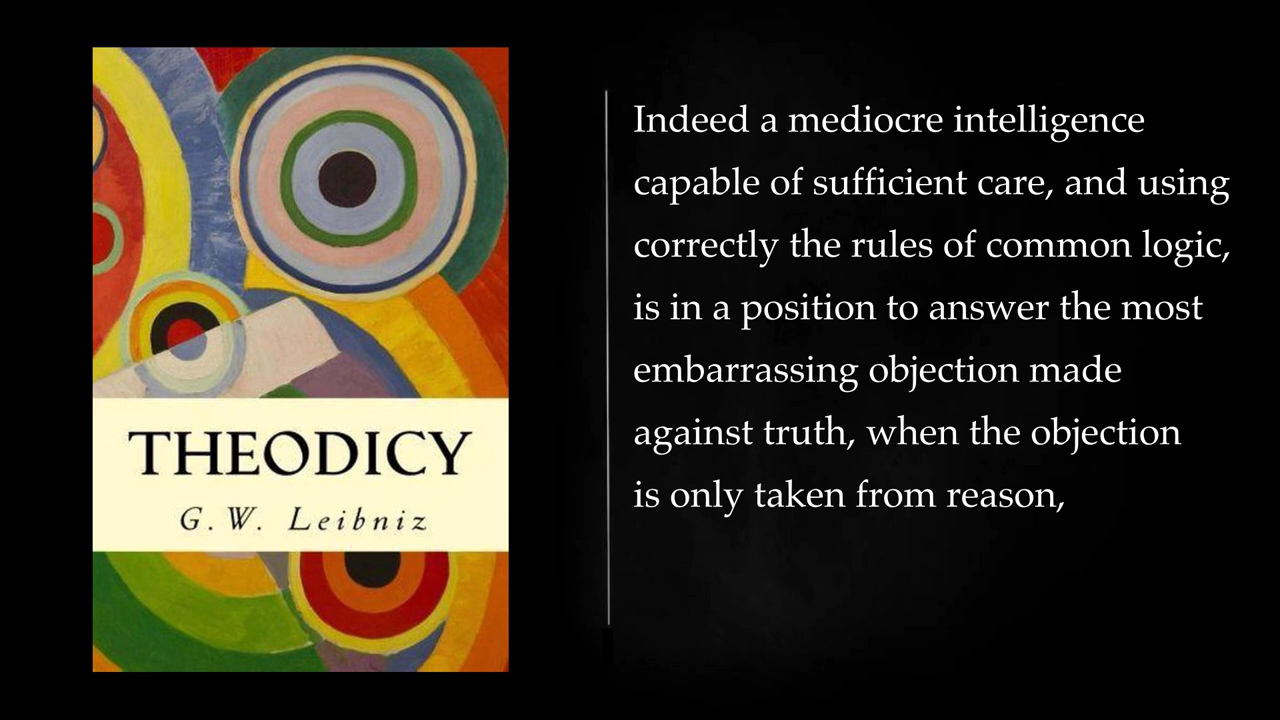 THEODICY
G. W. Leibniz
Indeed a mediocre intelligence
capable of sufficient care, and using
correctly the rules of common logic,
is in a position to answer the most
embarrassing objection made
against truth, when the objection
is only taken from reason,